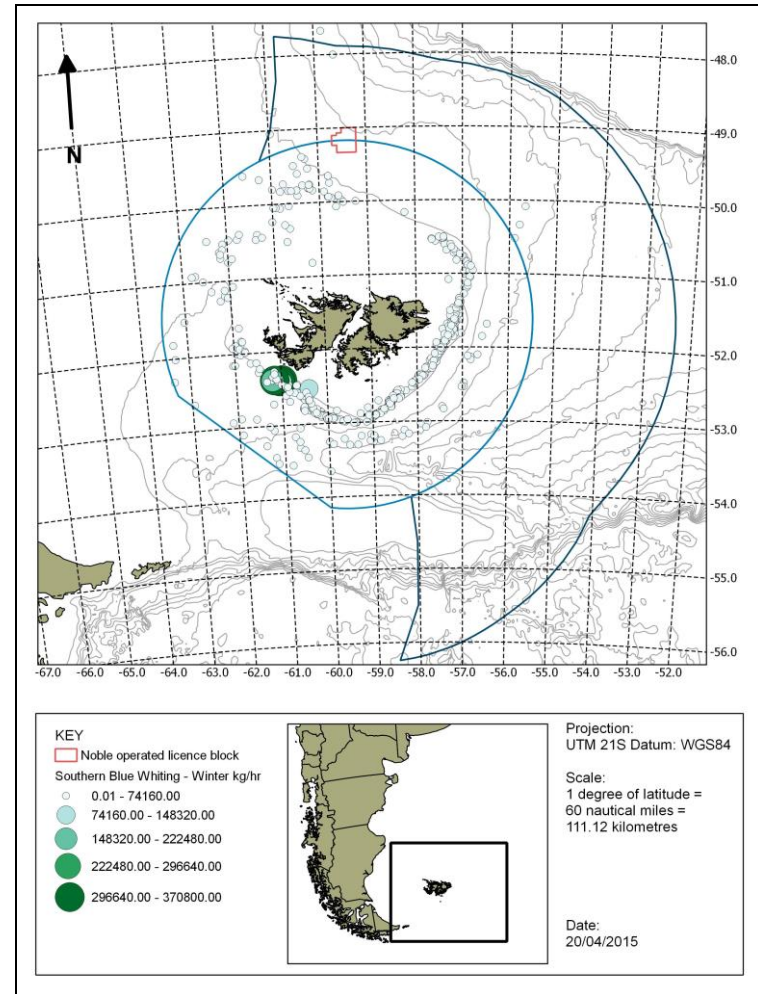 -48.0
-49.0
N
-50.0
-51.0
-52.0
-53.0
-54.0
-55.0
-56.0
-67.0 -66.0 -65.0 -64.0 -63.0 -62.0 -61.0 -60.0 -59.0 -58.0 -57.0 -56.0 -55.0 -54.0 -53.0 -52.0
KEY
Noble operated licence block
Southern Blue Whiting - Winter kg/hr
0.01 - 74160.00
74160.00 - 148320.00
148320.00 - 222480.00
222480.00 - 296640.00
296640.00 - 370800.00
Projection:
UTM 21S Datum: WGS84
Scale:
1 degree of latitude =
60 nautical miles =
111.12 kilometres
Date:
20/04/2015